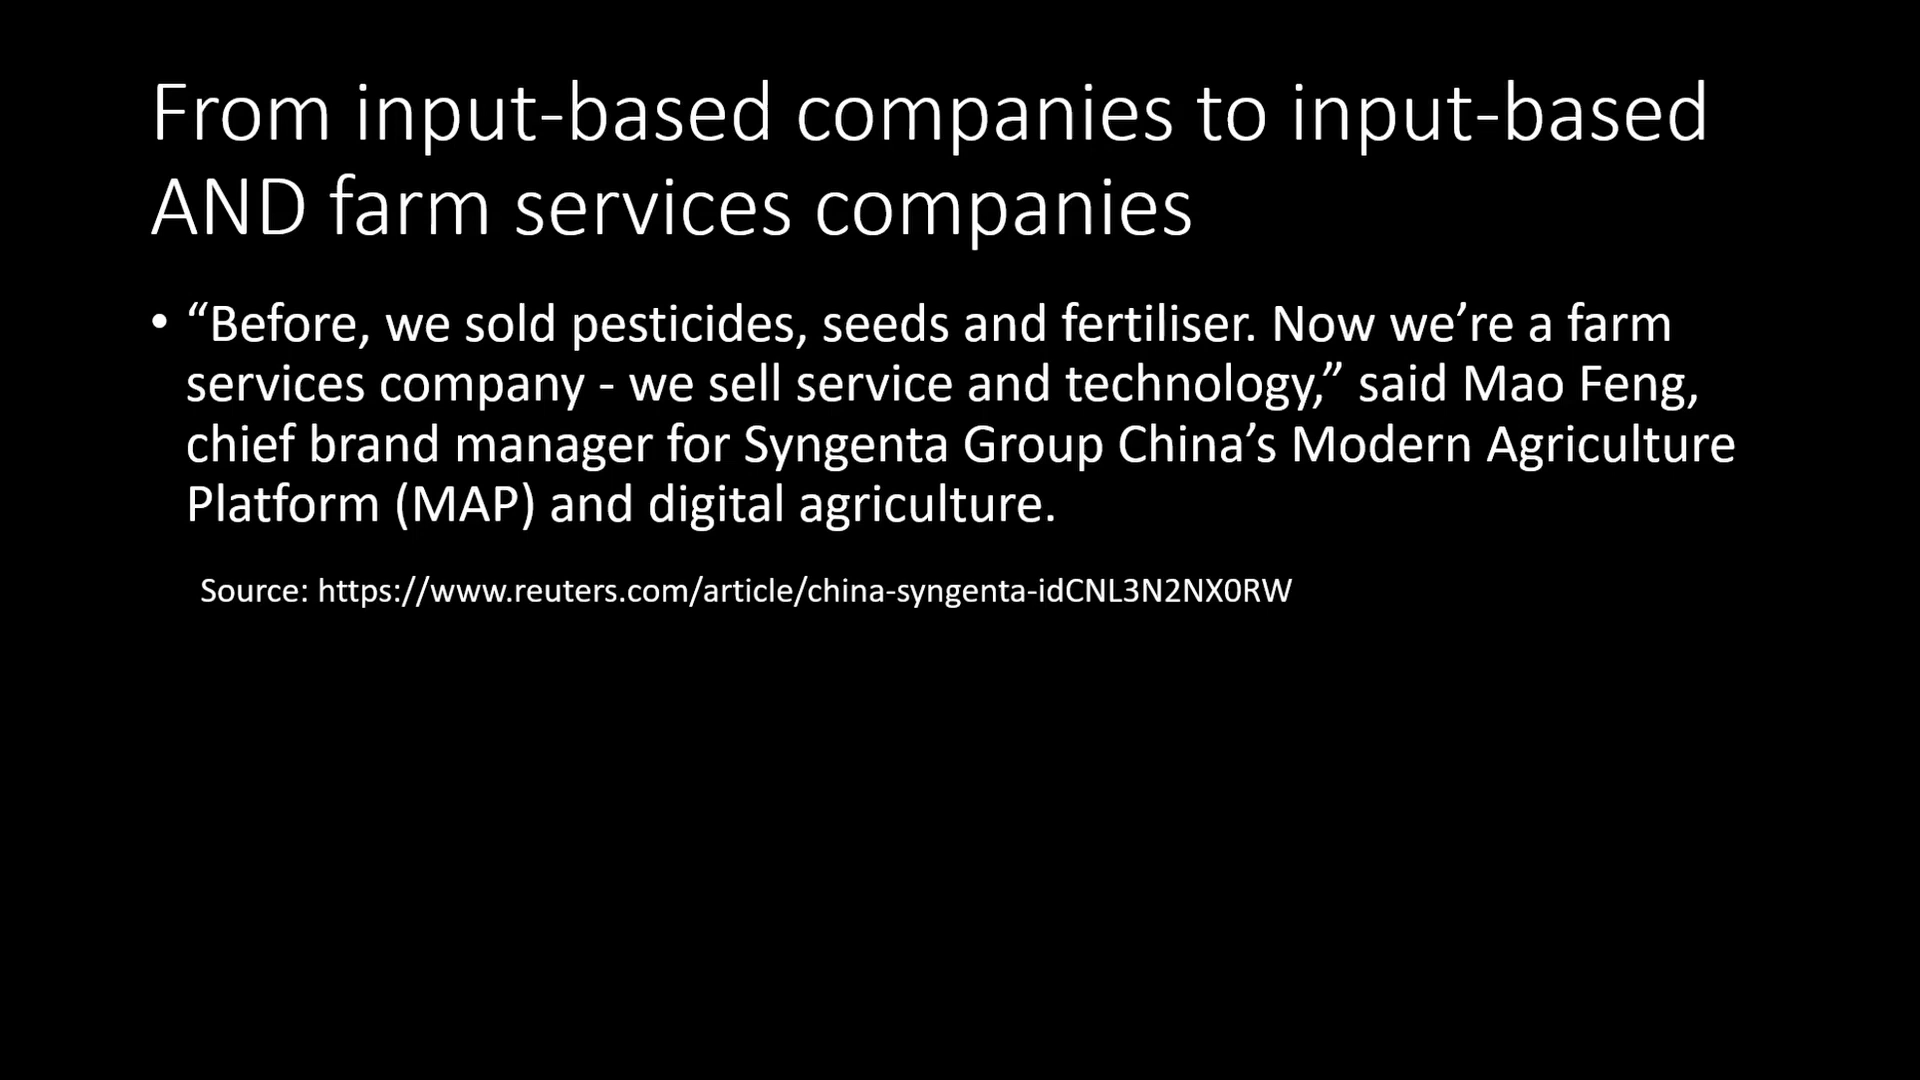 From input-based companies to input-based
AND farm services companies
• “Before, we sold pesticides, seeds and fertiliser. Now we’re a farm
services company - we sell service and technology,” said Mao Feng,
chief brand manager for Syngenta Group China’s Modern Agriculture
Platform (MAP) and digital agriculture.
Source: https://www.reuters.com/article/china-syngenta-idCNL3N2NX0RW